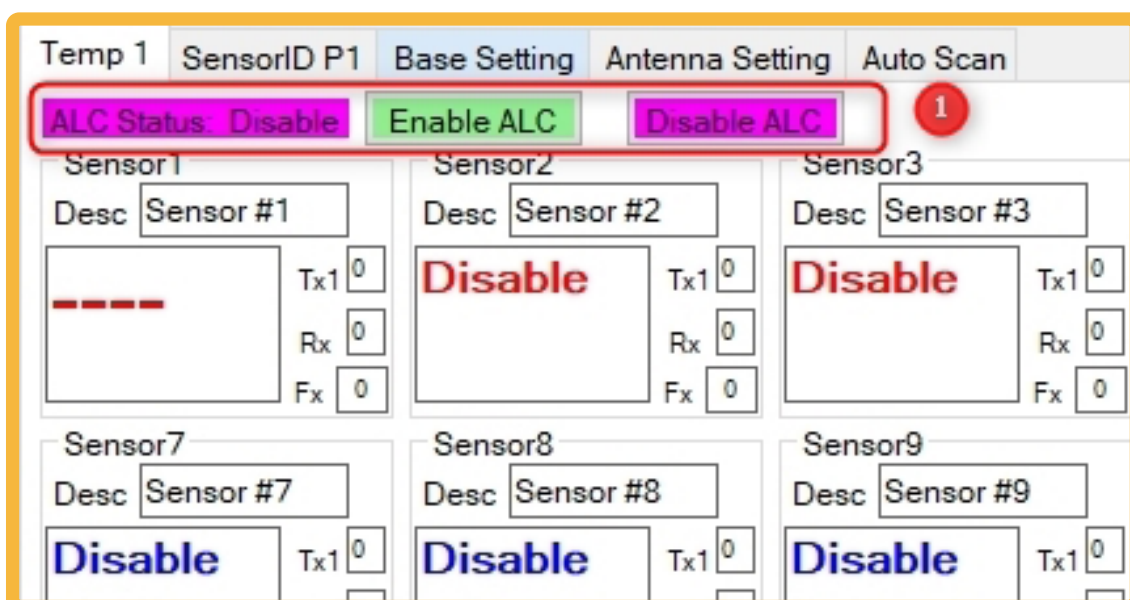 Temp 1 SensorID P1 Base Setting Antenna Setting Auto Scan
ALC Status: Disable Enable ALC Disable ALC 1
Sensor1 Sensor2 Sensor3
Desc Sensor #1 Desc Sensor #2 Desc Sensor #3
---- Tx1 0 Disable Tx1 0 Disable Tx1 0
Rx 0 Rx 0 Rx 0
Fx 0 Fx 0 Fx 0
Sensor7 Sensor8 Sensor9
Desc Sensor #7 Desc Sensor #8 Desc Sensor #9
Disable Tx1 0 Disable Tx1 0 Disable Tx1 0